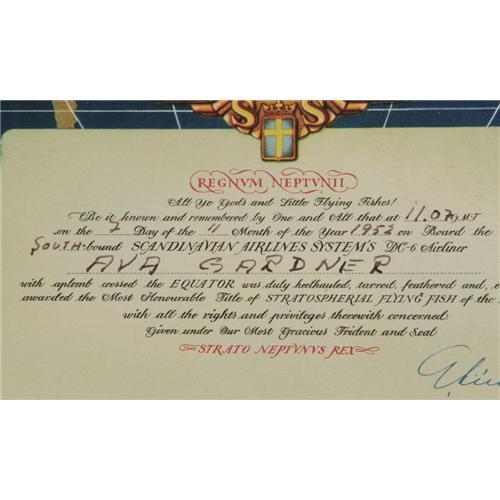 S S
REGNVM NEPTVNII
All Ye Gods and Little Flying Fishes!
Be it known and remembered by One and All that at 11.07 GMT
on the 7 Day of the 11 Month of the Year 1952 on Board the
SOUTH-bound SCANDINAVIAN AIRLINES SYSTEM'S DC-6 Airliner
AVA GARDNER
with aplomb crossed the EQUATOR was duly keelhauled, tarred, feathered and, e
awarded the Most Honourable Title of STRATOSPHERIAL FLYING FISH of the
with all the rights and privileges therewith concerned
Given under Our Most Gracious Trident and Seal
STRATO NEPTVNVS REX